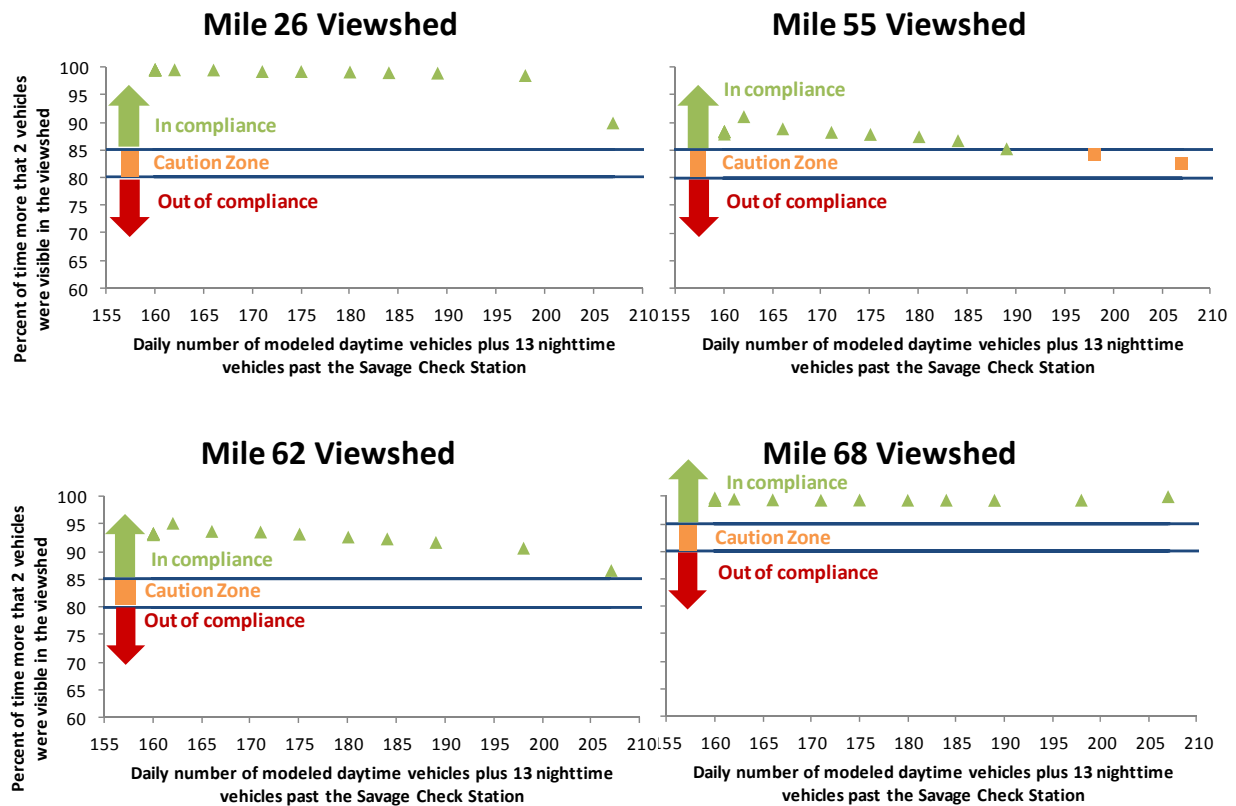 Mile 26 Viewshed
Percent of time more that 2 vehicles
were visible in the viewshed
100
95
90
85
80
75
70
65
60
In compliance
Caution Zone
Out of compliance
155 160 165 170 175 180 185 190 195 200 205 210
Daily number of modeled daytime vehicles plus 13 nighttime
vehicles past the Savage Check Station
Mile 55 Viewshed
In compliance
Caution Zone
Out of compliance
155 160 165 170 175 180 185 190 195 200 205 210
Daily number of modeled daytime vehicles plus 13 nighttime
vehicles past the Savage Check Station
Mile 62 Viewshed
Percent of time more that 2 vehicles
were visible in the viewshed
100
95
90
85
80
75
70
65
60
In compliance
Caution Zone
Out of compliance
155 160 165 170 175 180 185 190 195 200 205 210
Daily number of modeled daytime vehicles plus 13 nighttime
vehicles past the Savage Check Station
Mile 68 Viewshed
In compliance
Caution Zone
Out of compliance
155 160 165 170 175 180 185 190 195 200 205 210
Daily number of modeled daytime vehicles plus 13 nighttime
vehicles past the Savage Check Station